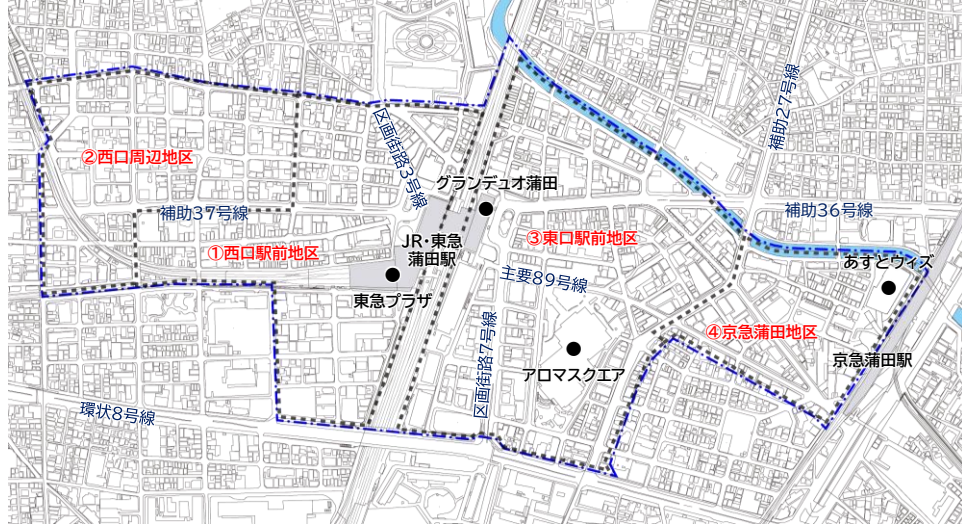 補助27号線
区画街路3号線
②西口周辺地区
グランデュオ蒲田
補助37号線
補助36号線
①西口駅前地区
JR・東急
蒲田駅
③東口駅前地区
あすとウィズ
主要89号線
東急プラザ
④京急蒲田地区
区画街路7号線
京急蒲田駅
アロマスクエア
環状8号線